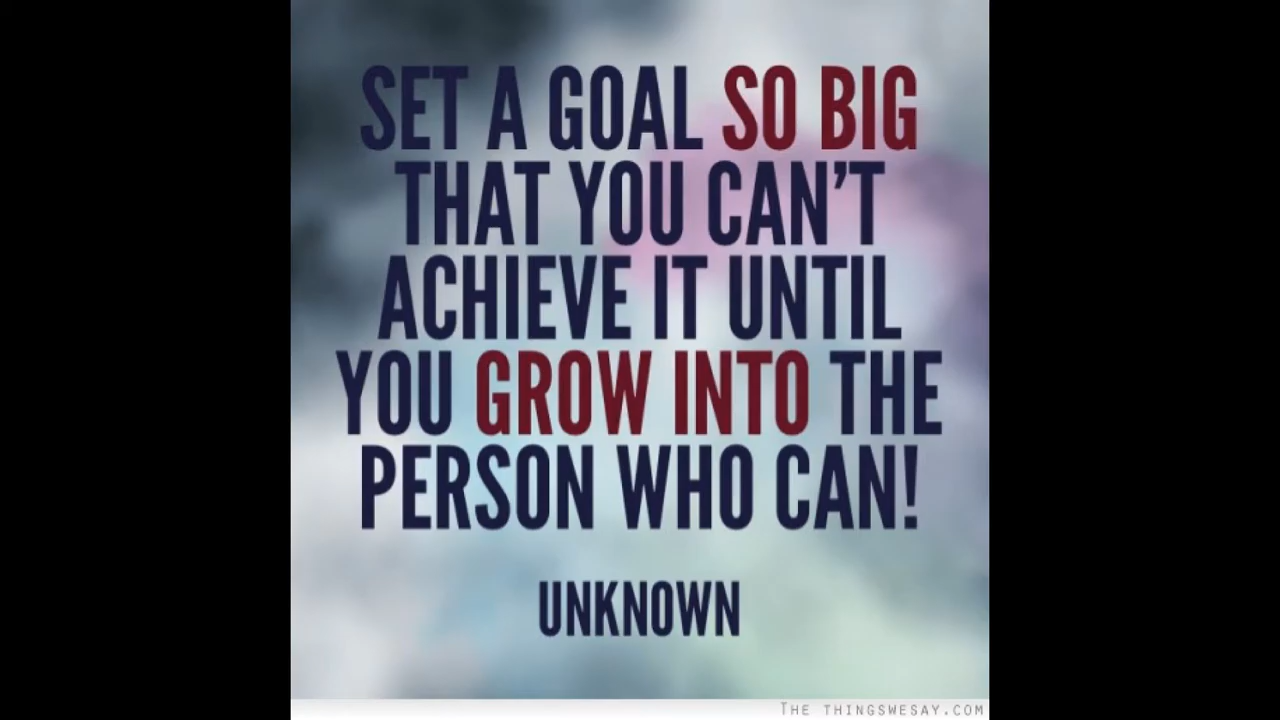 SET A GOAL SO BIG
THAT YOU CAN'T
ACHIEVE IT UNTIL
YOU GROW INTO THE
PERSON WHO CAN!
UNKNOWN
THE THINGSWESAY.COM